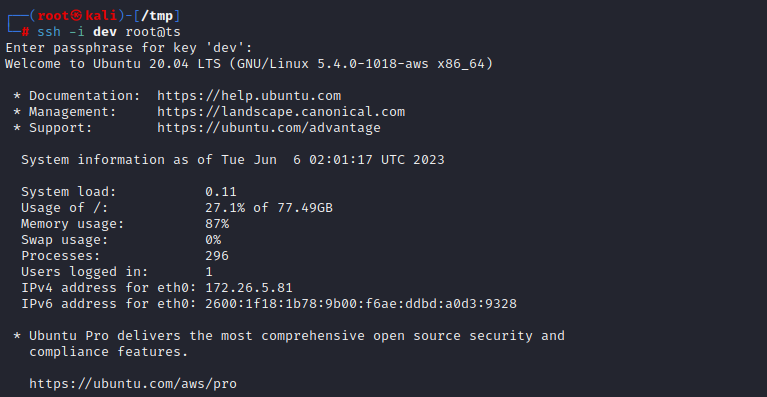 ┌──(root㉿kali)-[/tmp]
└─# ssh -i dev root@ts
Enter passphrase for key 'dev':
Welcome to Ubuntu 20.04 LTS (GNU/Linux 5.4.0-1018-aws x86_64)

 * Documentation:  https://help.ubuntu.com
 * Management:     https://landscape.canonical.com
 * Support:        https://ubuntu.com/advantage

  System information as of Tue Jun  6 02:01:17 UTC 2023

  System load:           0.11
  Usage of /:            27.1% of 77.49GB
  Memory usage:          87%
  Swap usage:            0%
  Processes:             296
  Users logged in:       1
  IPv4 address for eth0: 172.26.5.81
  IPv6 address for eth0: 2600:1f18:1b78:9b00:f6ae:ddbd:a0d3:9328

 * Ubuntu Pro delivers the most comprehensive open source security and
   compliance features.

   https://ubuntu.com/aws/pro